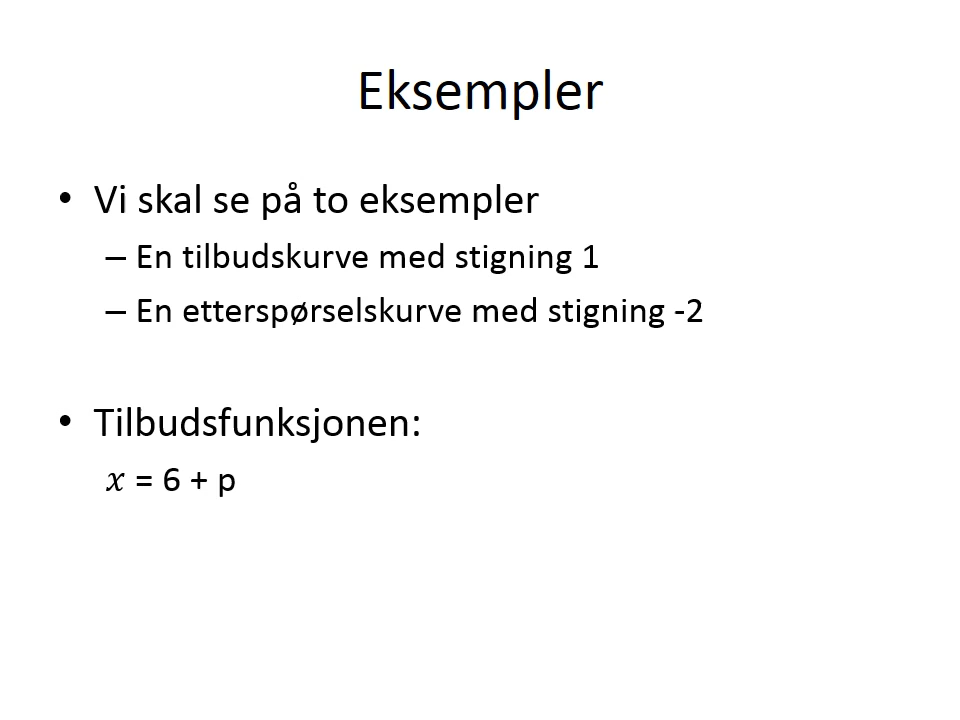 Eksempler
• Vi skal se på to eksempler
– En tilbudskurve med stigning 1
– En etterspørselskurve med stigning -2
• Tilbudsfunksjonen:
𝑥 = 6 + p